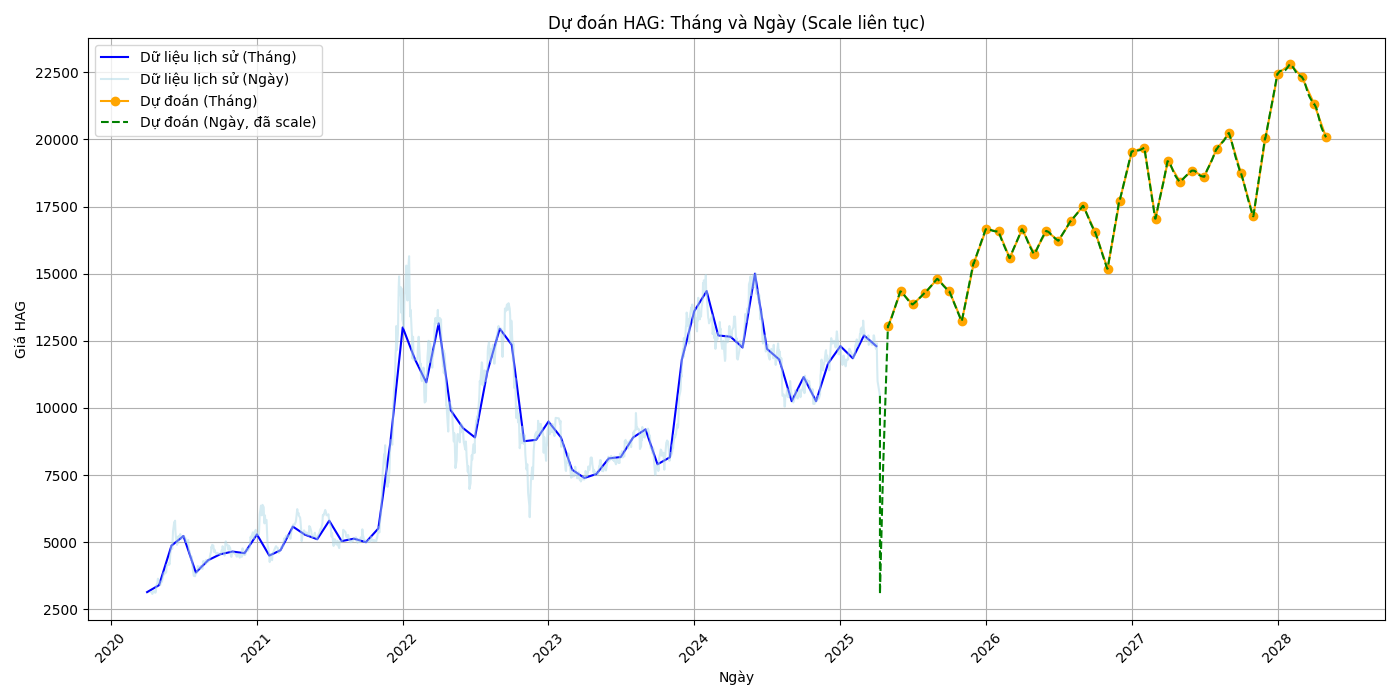 Dự đoán HAG: Tháng và Ngày (Scale liên tục)
Dữ liệu lịch sử (Tháng)
Dữ liệu lịch sử (Ngày)
Dự đoán (Tháng)
Dự đoán (Ngày, đã scale)
Giá HAG
22500
20000
17500
15000
12500
10000
7500
5000
2500
2020
2021
2022
2023
2024
2025
2026
2027
2028
Ngày